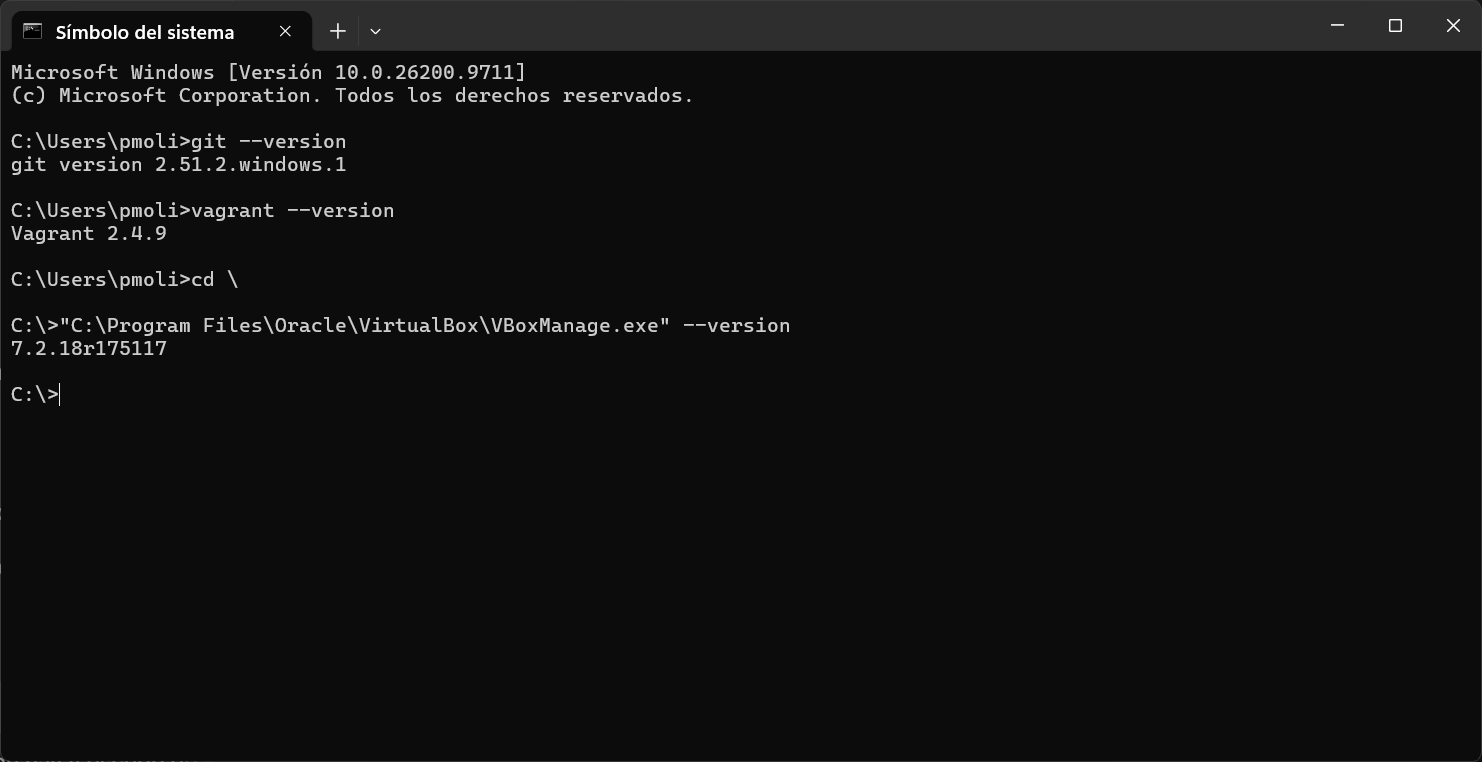 Símbolo del sistema
Microsoft Windows [Versión 10.0.26200.9711]
(c) Microsoft Corporation. Todos los derechos reservados.
C:\Users\pmoli>git --version
git version 2.51.2.windows.1
C:\Users\pmoli>vagrant --version
Vagrant 2.4.9
C:\Users\pmoli>cd \
C:\>"C:\Program Files\Oracle\VirtualBox\VBoxManage.exe" --version
7.2.18r175117
C:\>